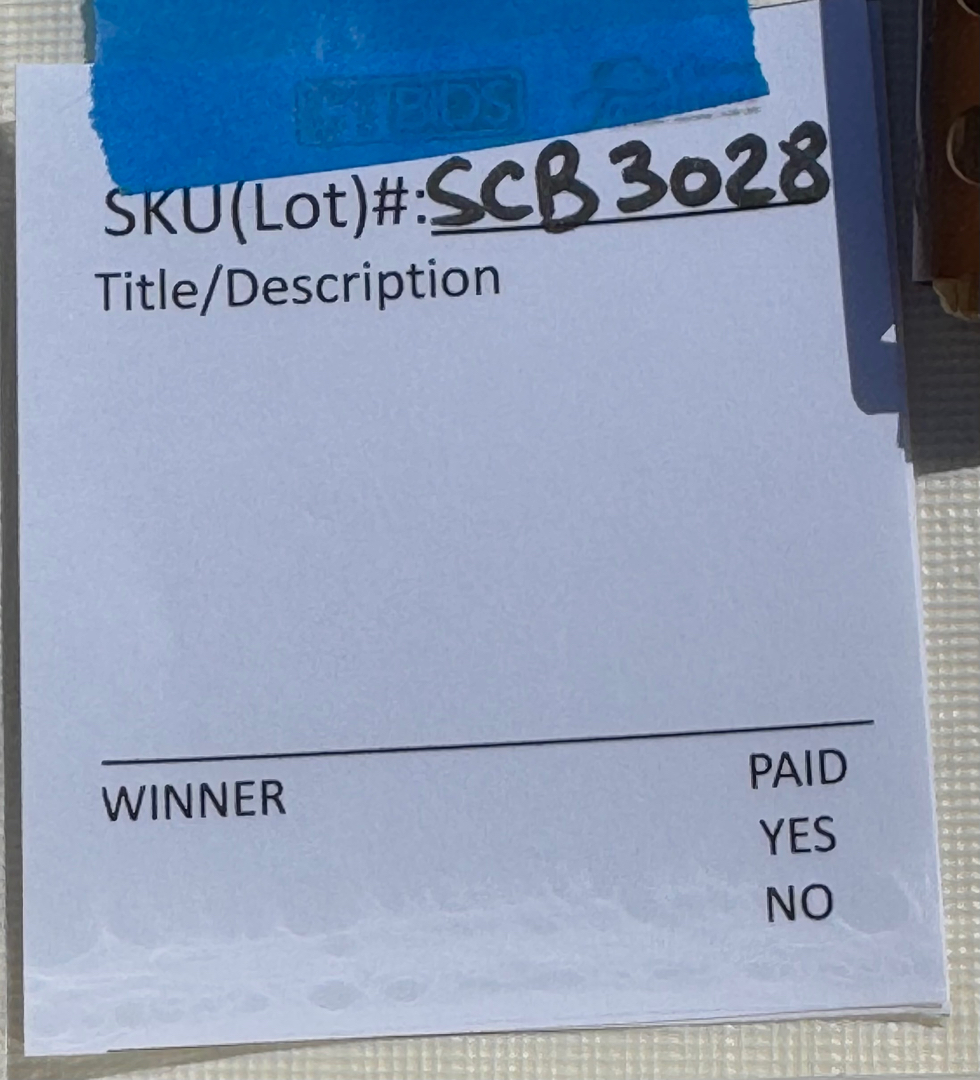 SKU(Lot)#:SCB3028
Title/Description
WINNER
PAID
YES
NO